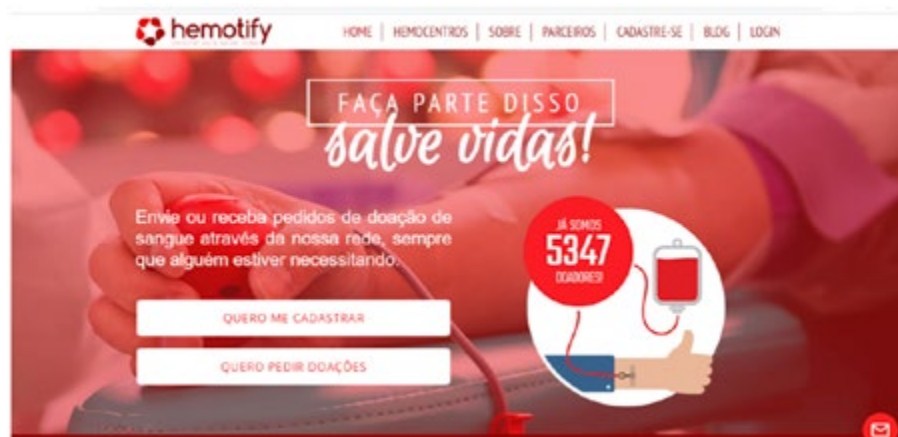 hemotify
HOME | HEMOCENTROS | SOBRE | PARCEIROS | CADASTRE-SE | BLOG | LOGIN
FAÇA PARTE DISSO
salve vidas!
Envie ou receba pedidos de doação de
sangue através da nossa rede, sempre
que alguém estiver necessitando.
JÁ SOMOS
5347
DOADORES!
QUERO ME CADASTRAR
QUERO PEDIR DOAÇÕES